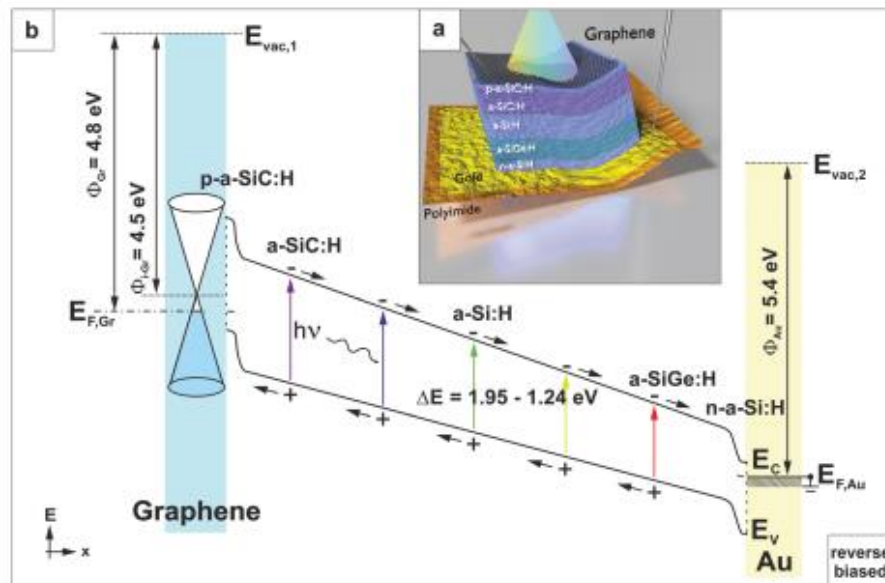 b
E_vac,1
Φ_Gr = 4.8 eV
Φ_i-Gr = 4.5 eV
p-a-SiC:H
E_F,Gr
a-SiC:H
hν
a-Si:H
ΔE = 1.95 - 1.24 eV
a-SiGe:H
n-a-Si:H
Graphene
E
x
a
Graphene
p-a-SiC:H
a-SiC:H
a-Si:H
a-SiGe:H
n-a-Si:H
Gold
Polyimide
E_vac,2
Φ_Au = 5.4 eV
E_C
E_F,Au
E_V
Au
reverse
biased